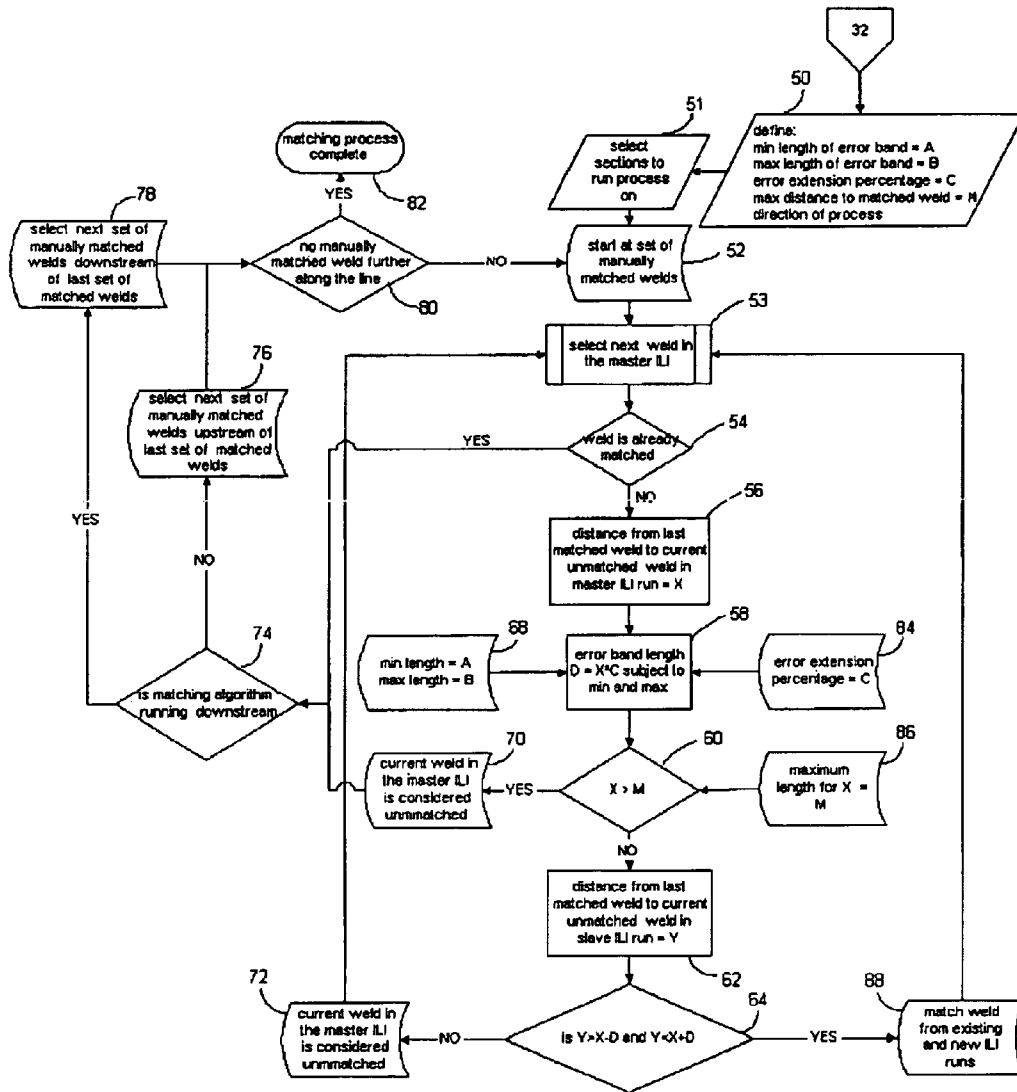 32
50
define:
min length of error band = A
max length of error band = B
error extension percentage = C
max distance to matched weld = M
direction of process
51
select
sections to
run process
on
matching process
complete
82
YES
78
select next set of
manually matched
welds downstream
of last set of
matched welds
no manually
matched weld further
along the line
80
NO
start at set of
manually
matched welds
52
53
select next weld in
the master ILI
76
select next set of
manually matched
welds upstream of
last set of matched
welds
YES
weld is already
matched
54
NO
56
distance from last
matched weld to current
unmatched weld in
master ILI run = X
YES
NO
58
68
min length = A
max length = B
error band length
D = X*C subject to
min and max
84
error extension
percentage = C
74
is matching algorithm
running downstream
70
current weld in
the master ILI
is considered
unmmatched
YES
60
X > M
86
maximum
length for X =
M
NO
distance from last
matched weld to current
unmatched weld in
slave ILI run = Y
62
72
current weld in
the master ILI
is considered
unmmatched
NO
64
is Y>X-D and Y<X+D
YES
88
match weld
from existing
and new ILI
runs